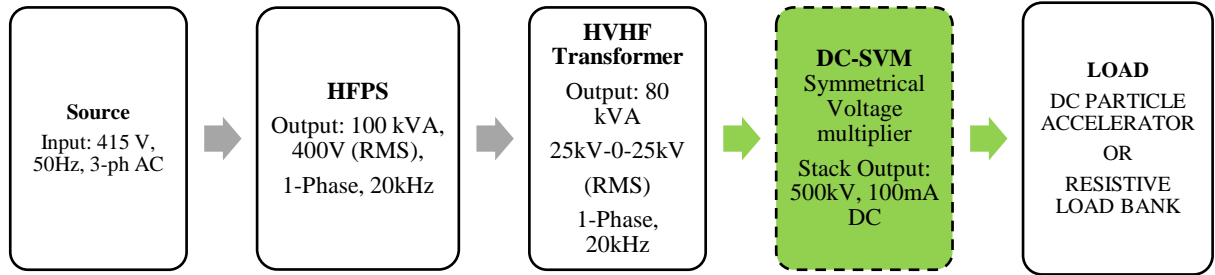 Source
Input: 415 V,
50Hz, 3-ph AC
HFPS
Output: 100 kVA,
400V (RMS),
1-Phase, 20kHz
HVHF
Transformer
Output: 80
kVA
25kV-0-25kV
(RMS)
1-Phase,
20kHz
DC-SVM
Symmetrical
Voltage
multiplier
Stack Output:
500kV, 100mA
DC
LOAD
DC PARTICLE
ACCELERATOR
OR
RESISTIVE
LOAD BANK